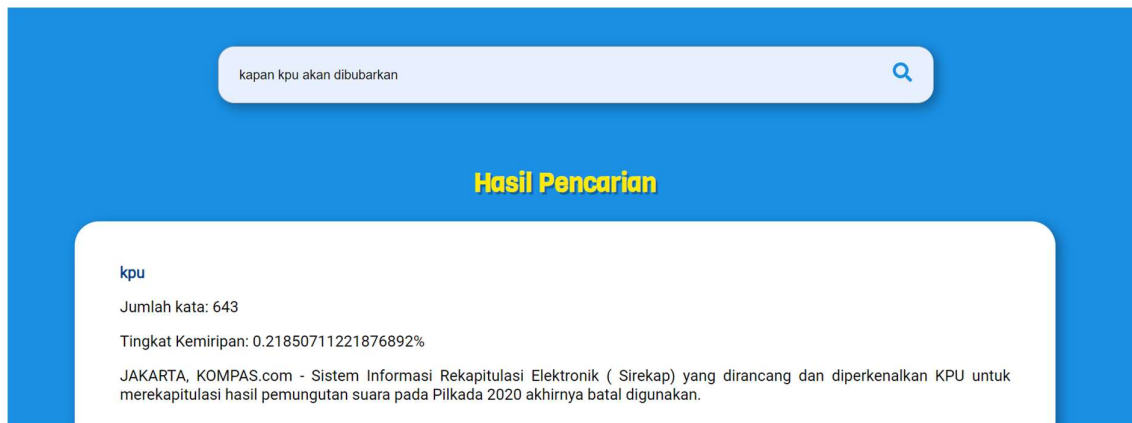 kapan kpu akan dibubarkan
Hasil Pencarian
kpu
Jumlah kata: 643
Tingkat Kemiripan: 0.21850711221876892%
JAKARTA, KOMPAS.com - Sistem Informasi Rekapitulasi Elektronik ( Sirekap) yang dirancang dan diperkenalkan KPU untuk
merekapitulasi hasil pemungutan suara pada Pilkada 2020 akhirnya batal digunakan.